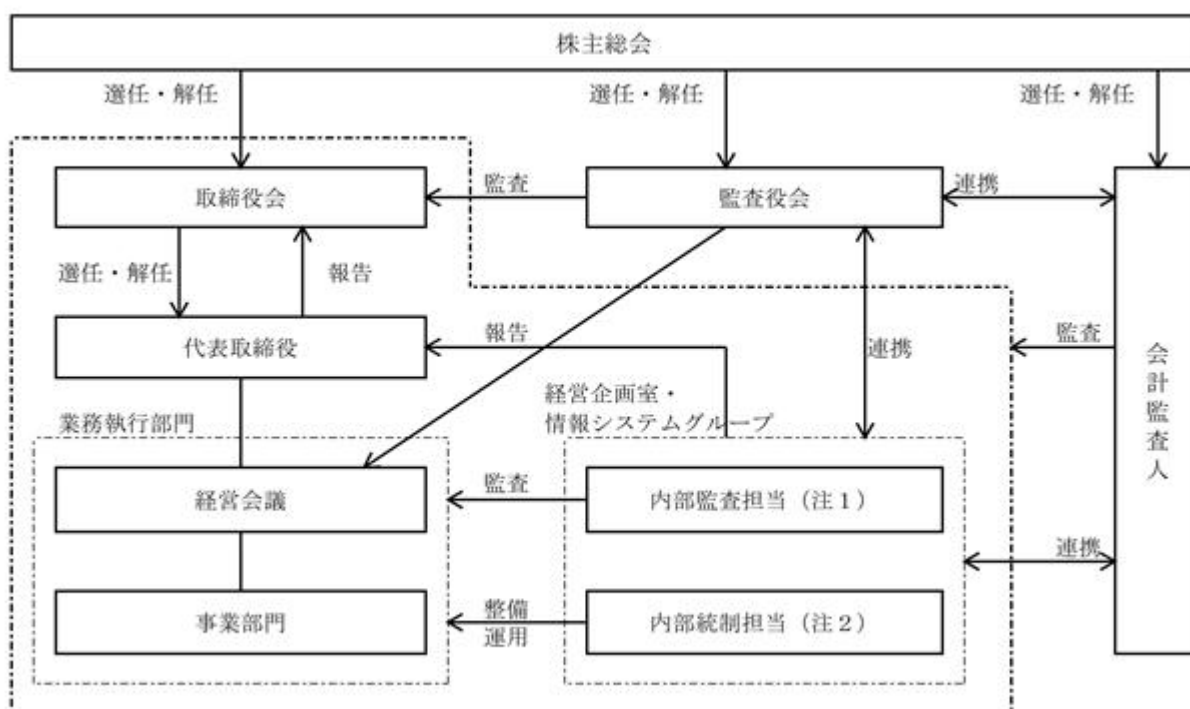 株主総会
選任・解任
選任・解任
選任・解任
取締役会
監査
監査役会
連携
選任・解任
報告
代表取締役
報告
連携
監査
会計監査人
経営企画室・
情報システムグループ
業務執行部門
経営会議
監査
内部監査担当（注１）
連携
事業部門
整備
運用
内部統制担当（注２）